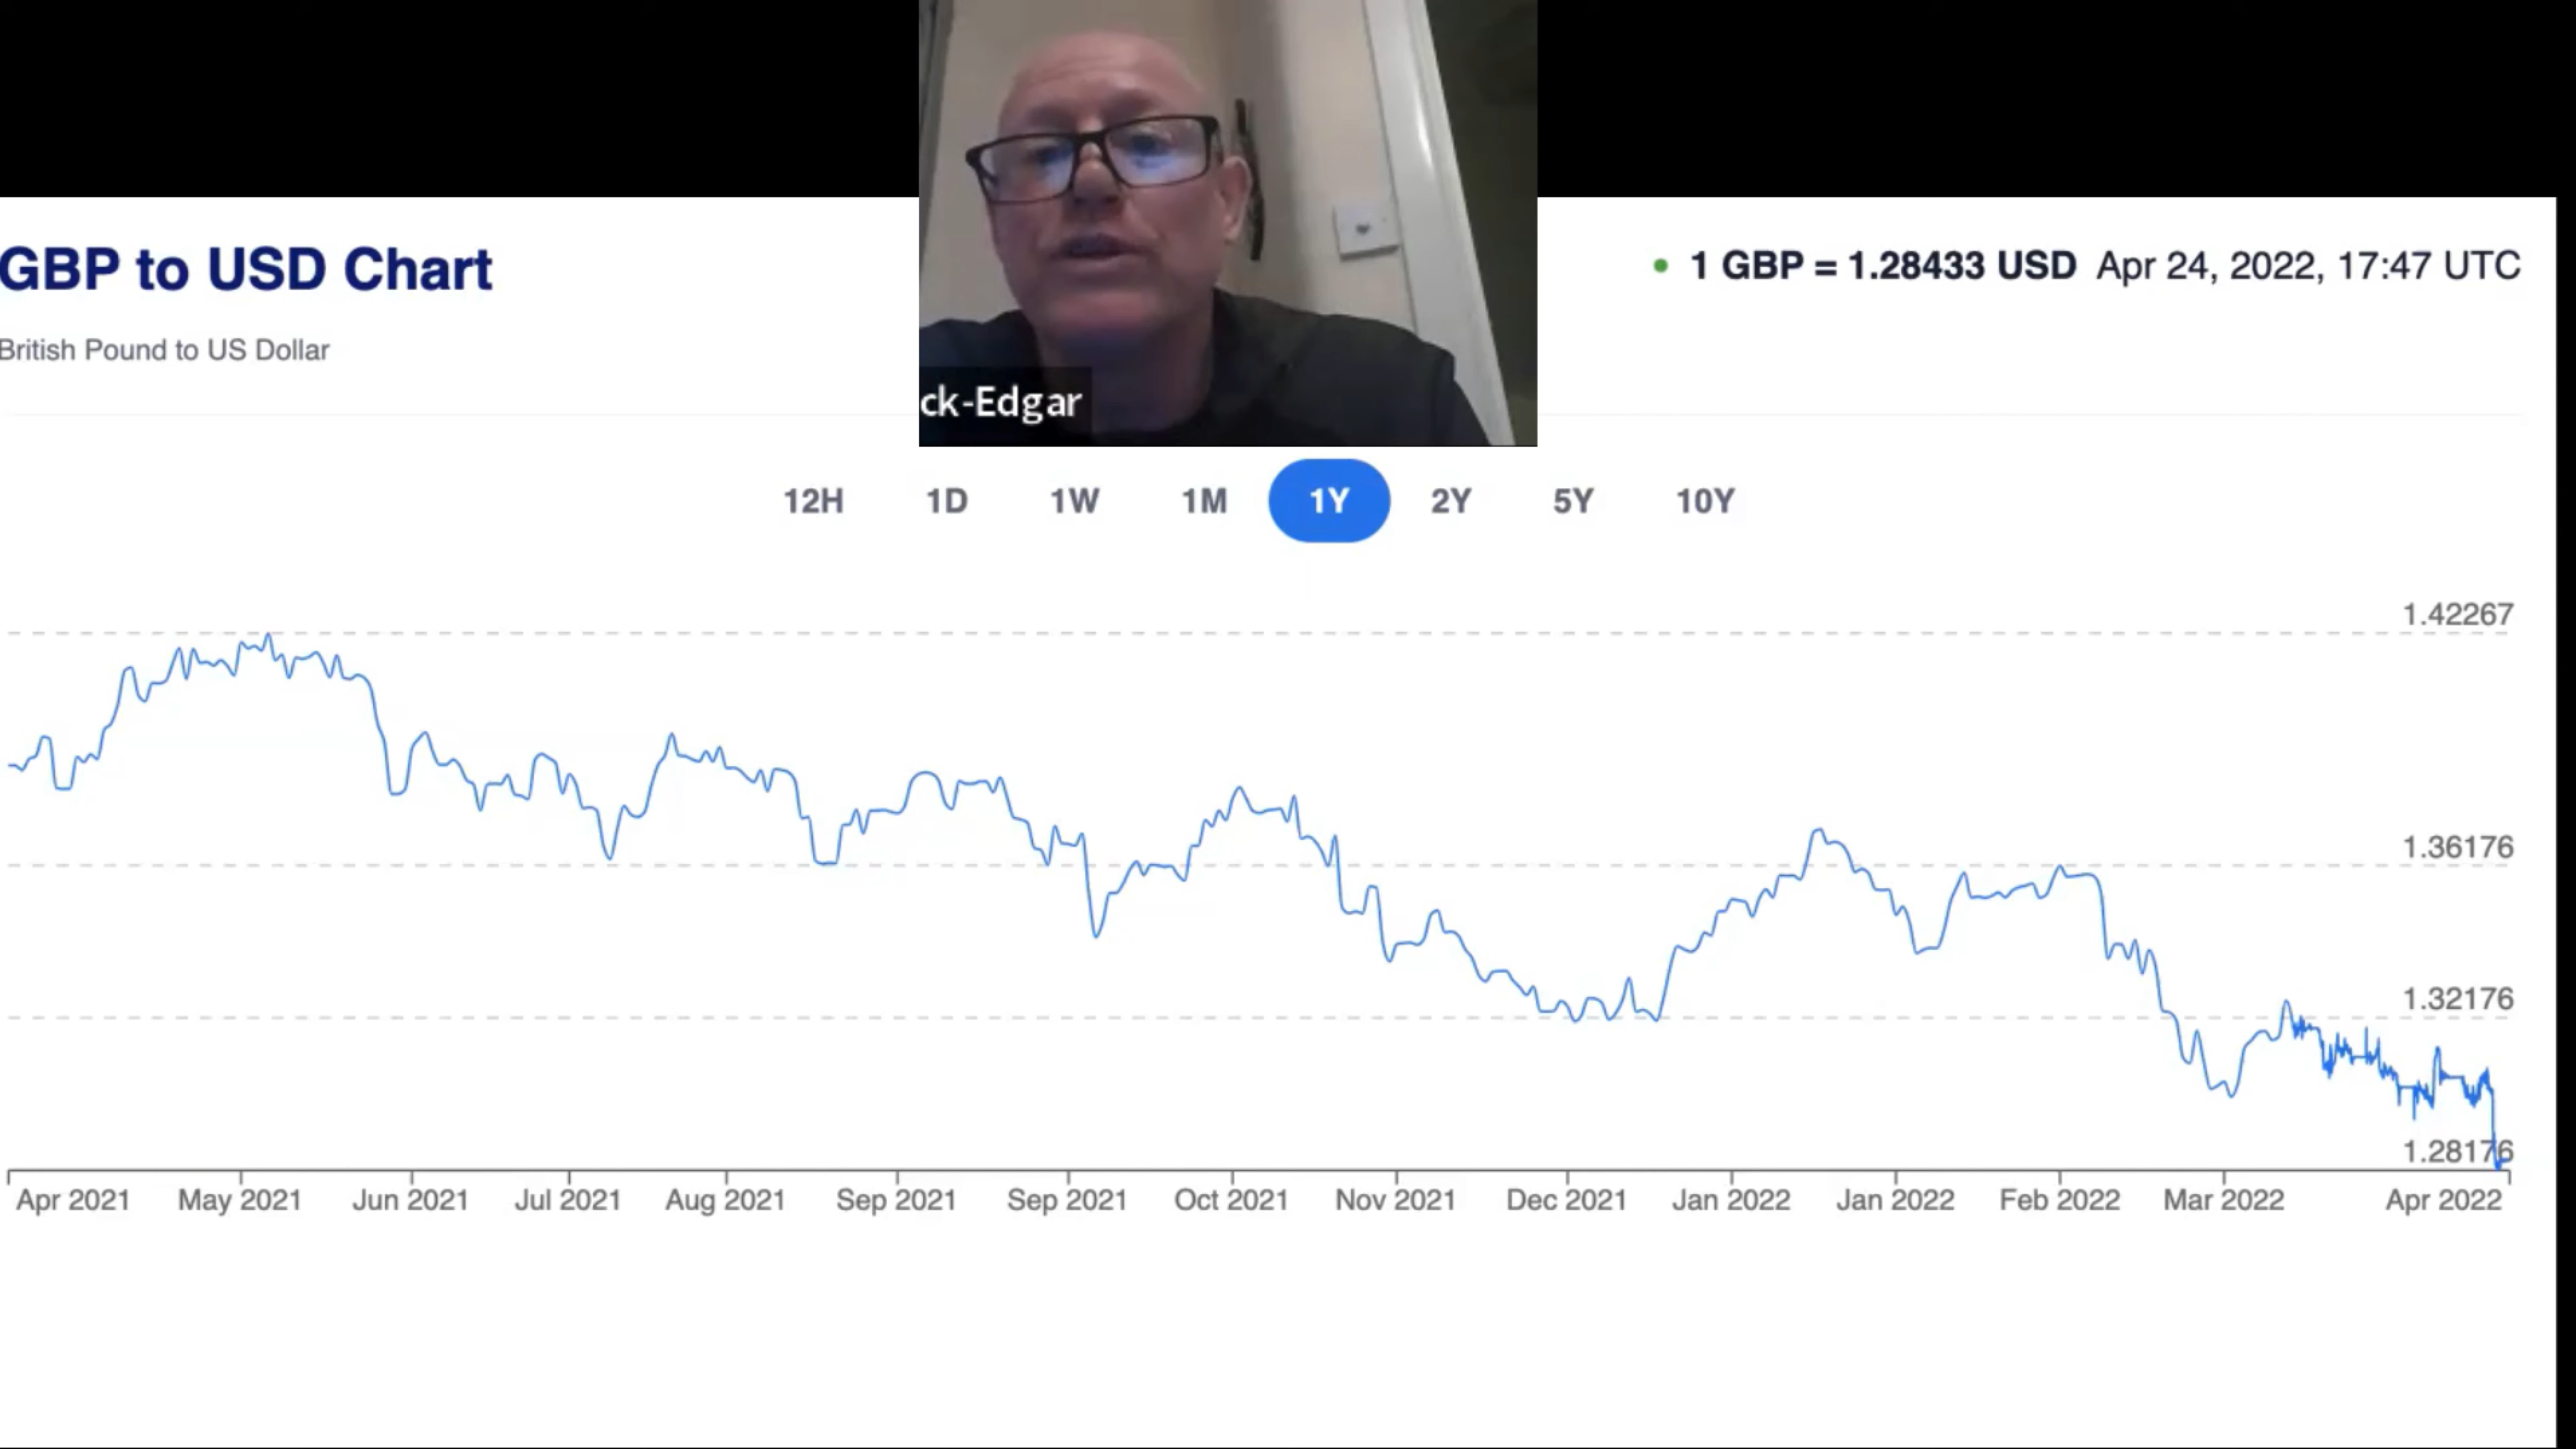 GBP to USD Chart
1 GBP = 1.28433 USD Apr 24, 2022, 17:47 UTC
British Pound to US Dollar
ck-Edgar
12H 1D 1W 1M 1Y 2Y 5Y 10Y
1.42267
1.36176
1.32176
1.28176
Apr 2021 May 2021 Jun 2021 Jul 2021 Aug 2021 Sep 2021 Sep 2021 Oct 2021 Nov 2021 Dec 2021 Jan 2022 Jan 2022 Feb 2022 Mar 2022 Apr 2022